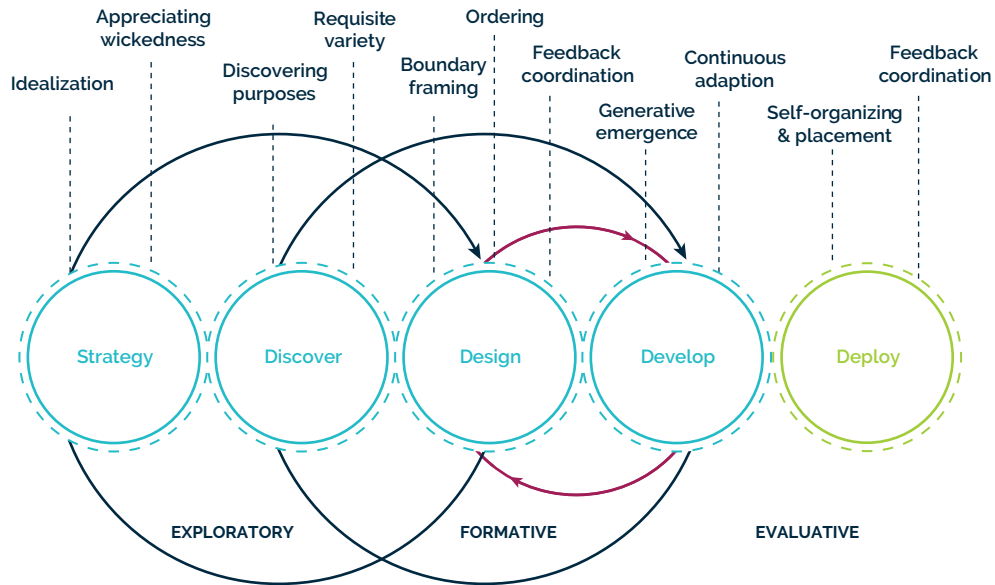 Idealization
Appreciating
wickedness
Discovering
purposes
Requisite
variety
Boundary
framing
Ordering
Feedback
coordination
Generative
emergence
Continuous
adaption
Self-organizing
& placement
Feedback
coordination
Strategy
Discover
Design
Develop
Deploy
EXPLORATORY
FORMATIVE
EVALUATIVE